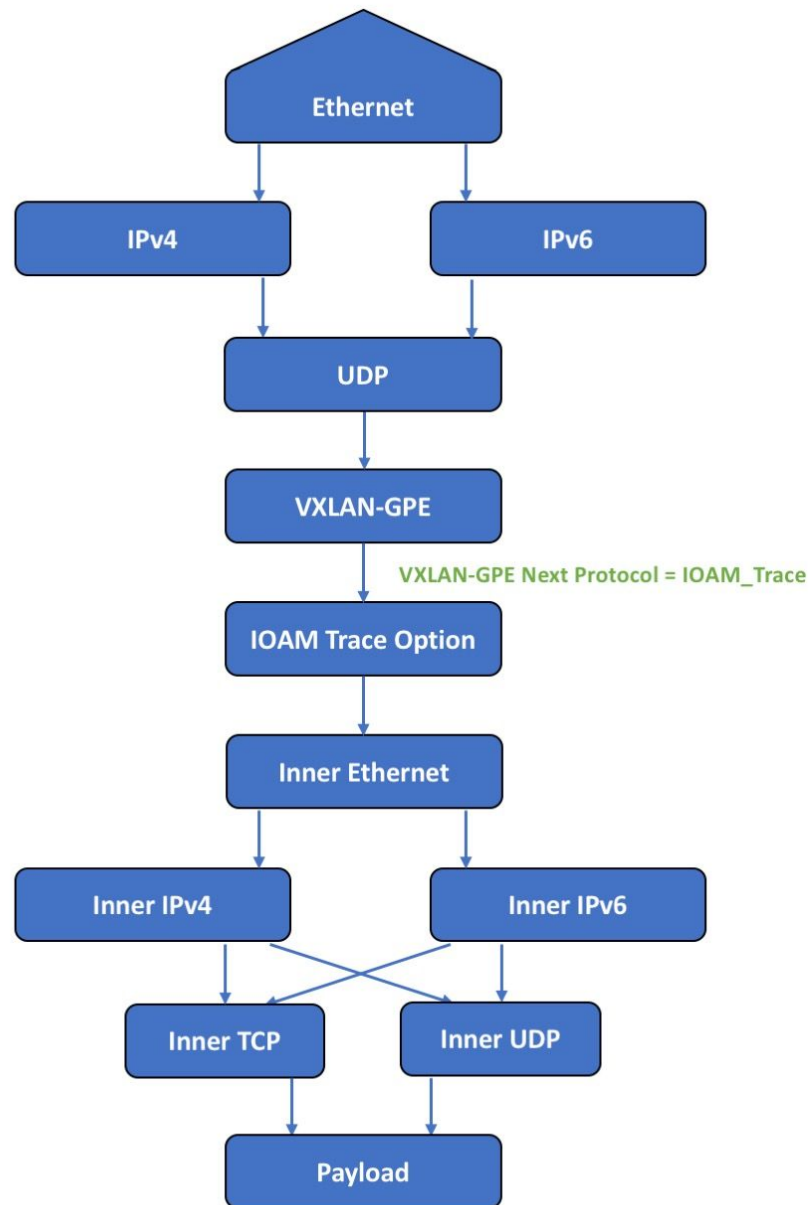 Ethernet
IPv4
IPv6
UDP
VXLAN-GPE
VXLAN-GPE Next Protocol = IOAM_Trace
IOAM Trace Option
Inner Ethernet
Inner IPv4
Inner IPv6
Inner TCP
Inner UDP
Payload